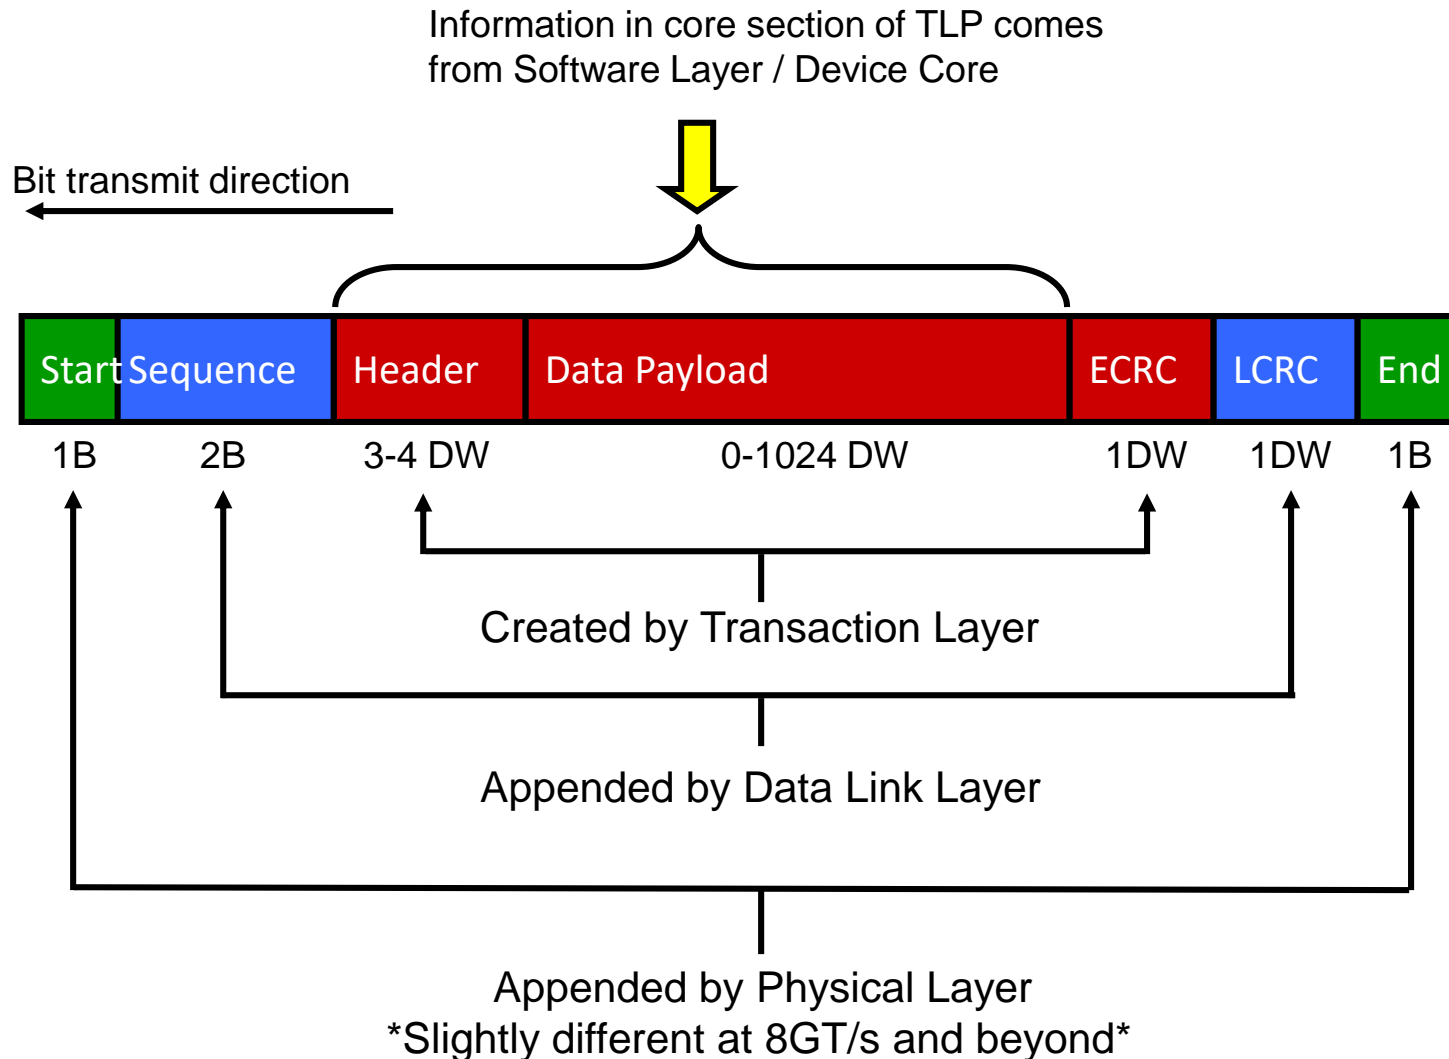 Information in core section of TLP comes
from Software Layer / Device Core
Bit transmit direction
Start Sequence Header Data Payload ECRC LCRC End
1B 2B 3-4 DW 0-1024 DW 1DW 1DW 1B
Created by Transaction Layer
Appended by Data Link Layer
Appended by Physical Layer
*Slightly different at 8GT/s and beyond*